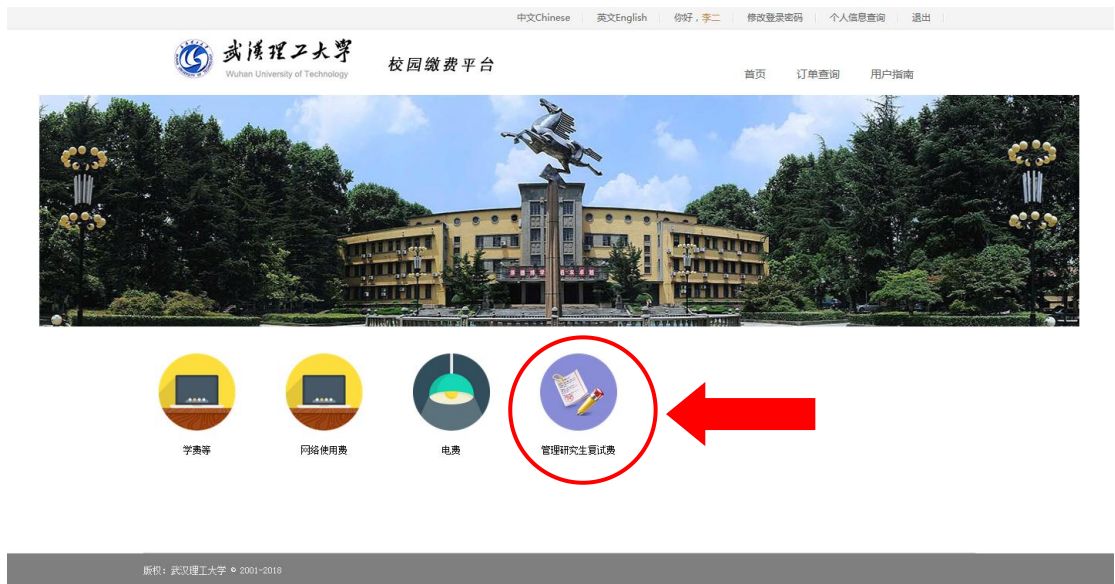 中文Chinese 英文English 你好，李二 修改登录密码 个人信息查询 退出
武汉理工大学 校园缴费平台
Wuhan University of Technology
首页 订单查询 用户指南
学费等 网络使用费 电费 管理研究生复试费
版权：武汉理工大学 © 2001-2018